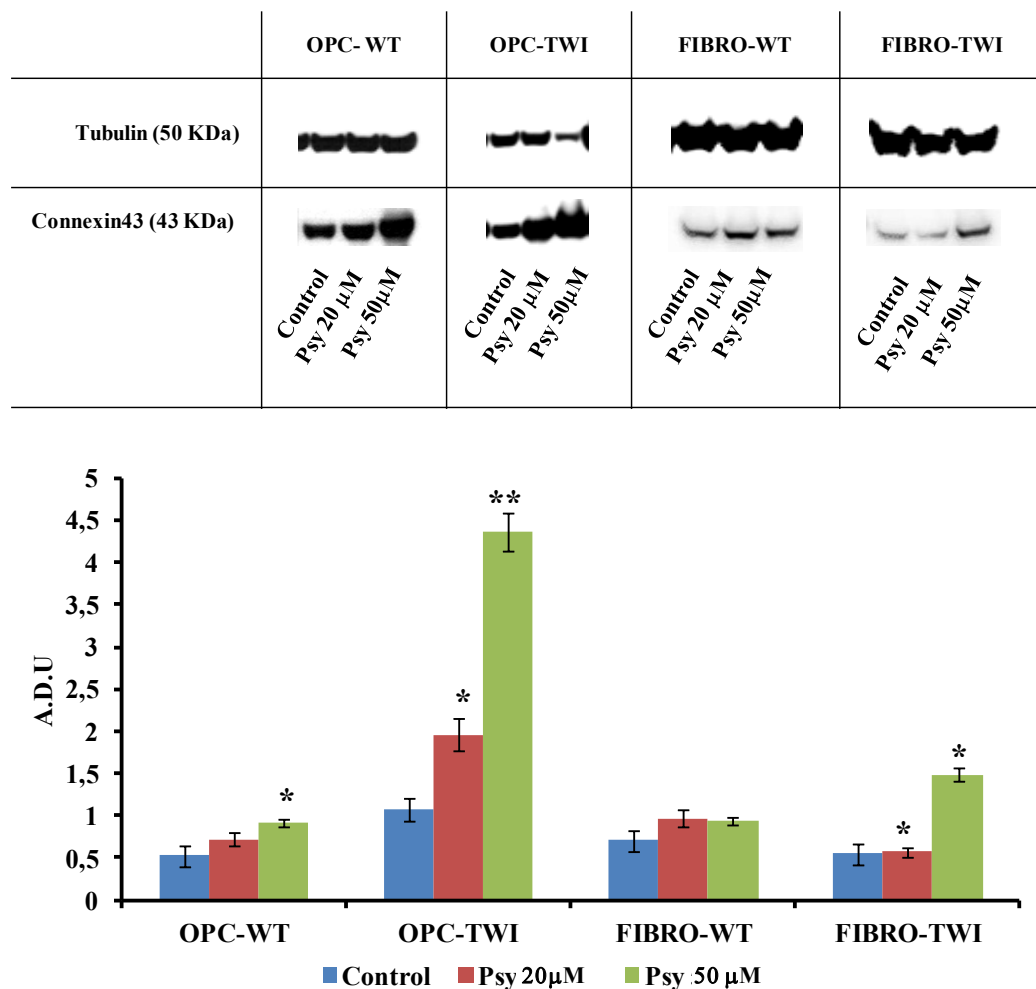 OPC- WT OPC-TWI FIBRO-WT FIBRO-TWI
Tubulin (50 KDa)
Connexin43 (43 KDa)
Control Psy 20 μM Psy 50μM Control Psy 20 μM Psy 50μM Control Psy 20 μM Psy 50μM Control Psy 20 μM Psy 50μM
5
4,5
4
3,5
3
2,5
2
1,5
1
0,5
0
A.D.U
* * ** * *
OPC-WT OPC-TWI FIBRO-WT FIBRO-TWI
Control Psy 20μM Psy 50 μM